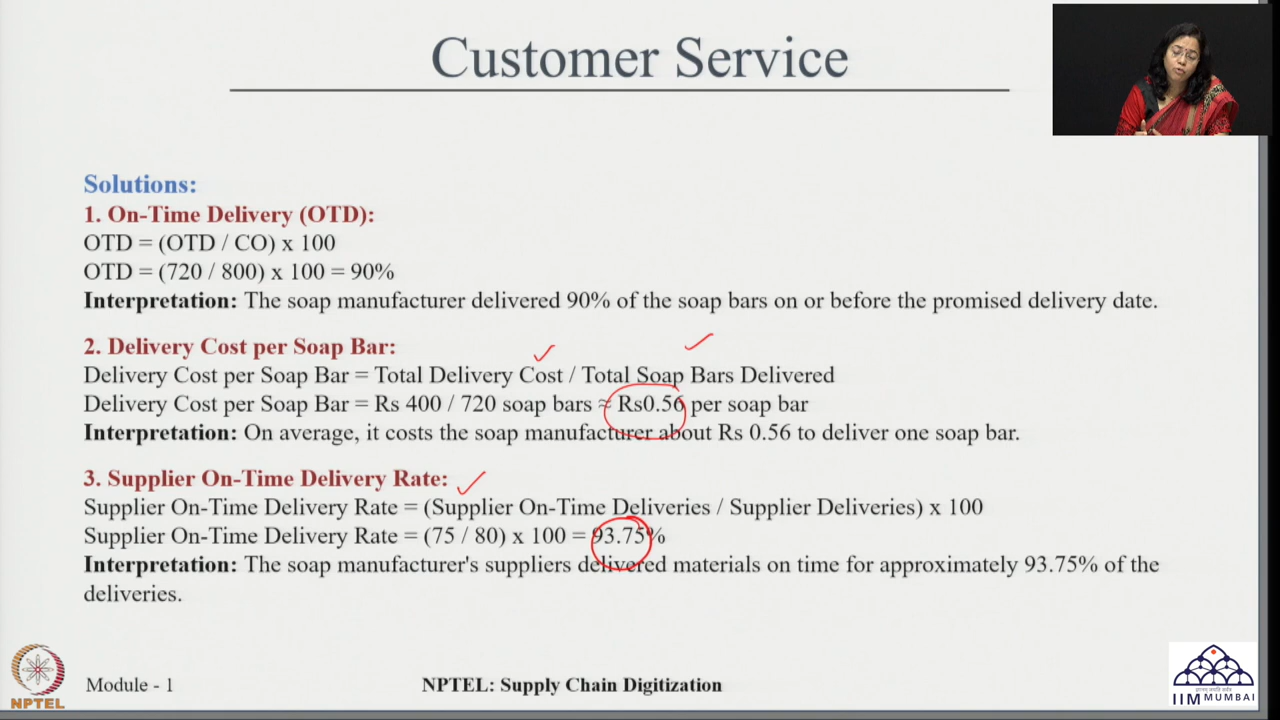 Customer Service
Solutions:
1. On-Time Delivery (OTD):
OTD = (OTD / CO) x 100
OTD = (720 / 800) x 100 = 90%
Interpretation: The soap manufacturer delivered 90% of the soap bars on or before the promised delivery date.
2. Delivery Cost per Soap Bar:
Delivery Cost per Soap Bar = Total Delivery Cost / Total Soap Bars Delivered
Delivery Cost per Soap Bar = Rs 400 / 720 soap bars ≈ Rs0.56 per soap bar
Interpretation: On average, it costs the soap manufacturer about Rs 0.56 to deliver one soap bar.
3. Supplier On-Time Delivery Rate:
Supplier On-Time Delivery Rate = (Supplier On-Time Deliveries / Supplier Deliveries) x 100
Supplier On-Time Delivery Rate = (75 / 80) x 100 = 93.75%
Interpretation: The soap manufacturer's suppliers delivered materials on time for approximately 93.75% of the
deliveries.
NPTEL
Module - 1
NPTEL: Supply Chain Digitization
IIM MUMBAI